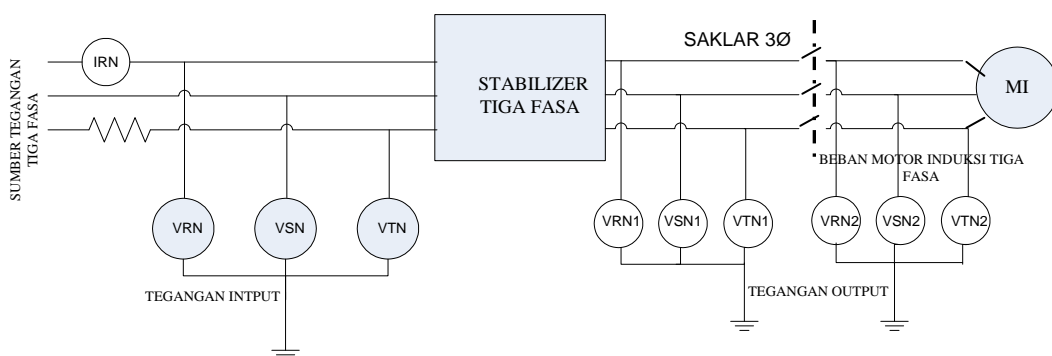 SUMBER TEGANGAN
TIGA FASA
IRN
STABILIZER
TIGA FASA
SAKLAR 3Ø
MI
BEBAN MOTOR INDUKSI TIGA
FASA
VRN
VSN
VTN
VRN1
VSN1
VTN1
VRN2
VSN2
VTN2
TEGANGAN INTPUT
TEGANGAN OUTPUT